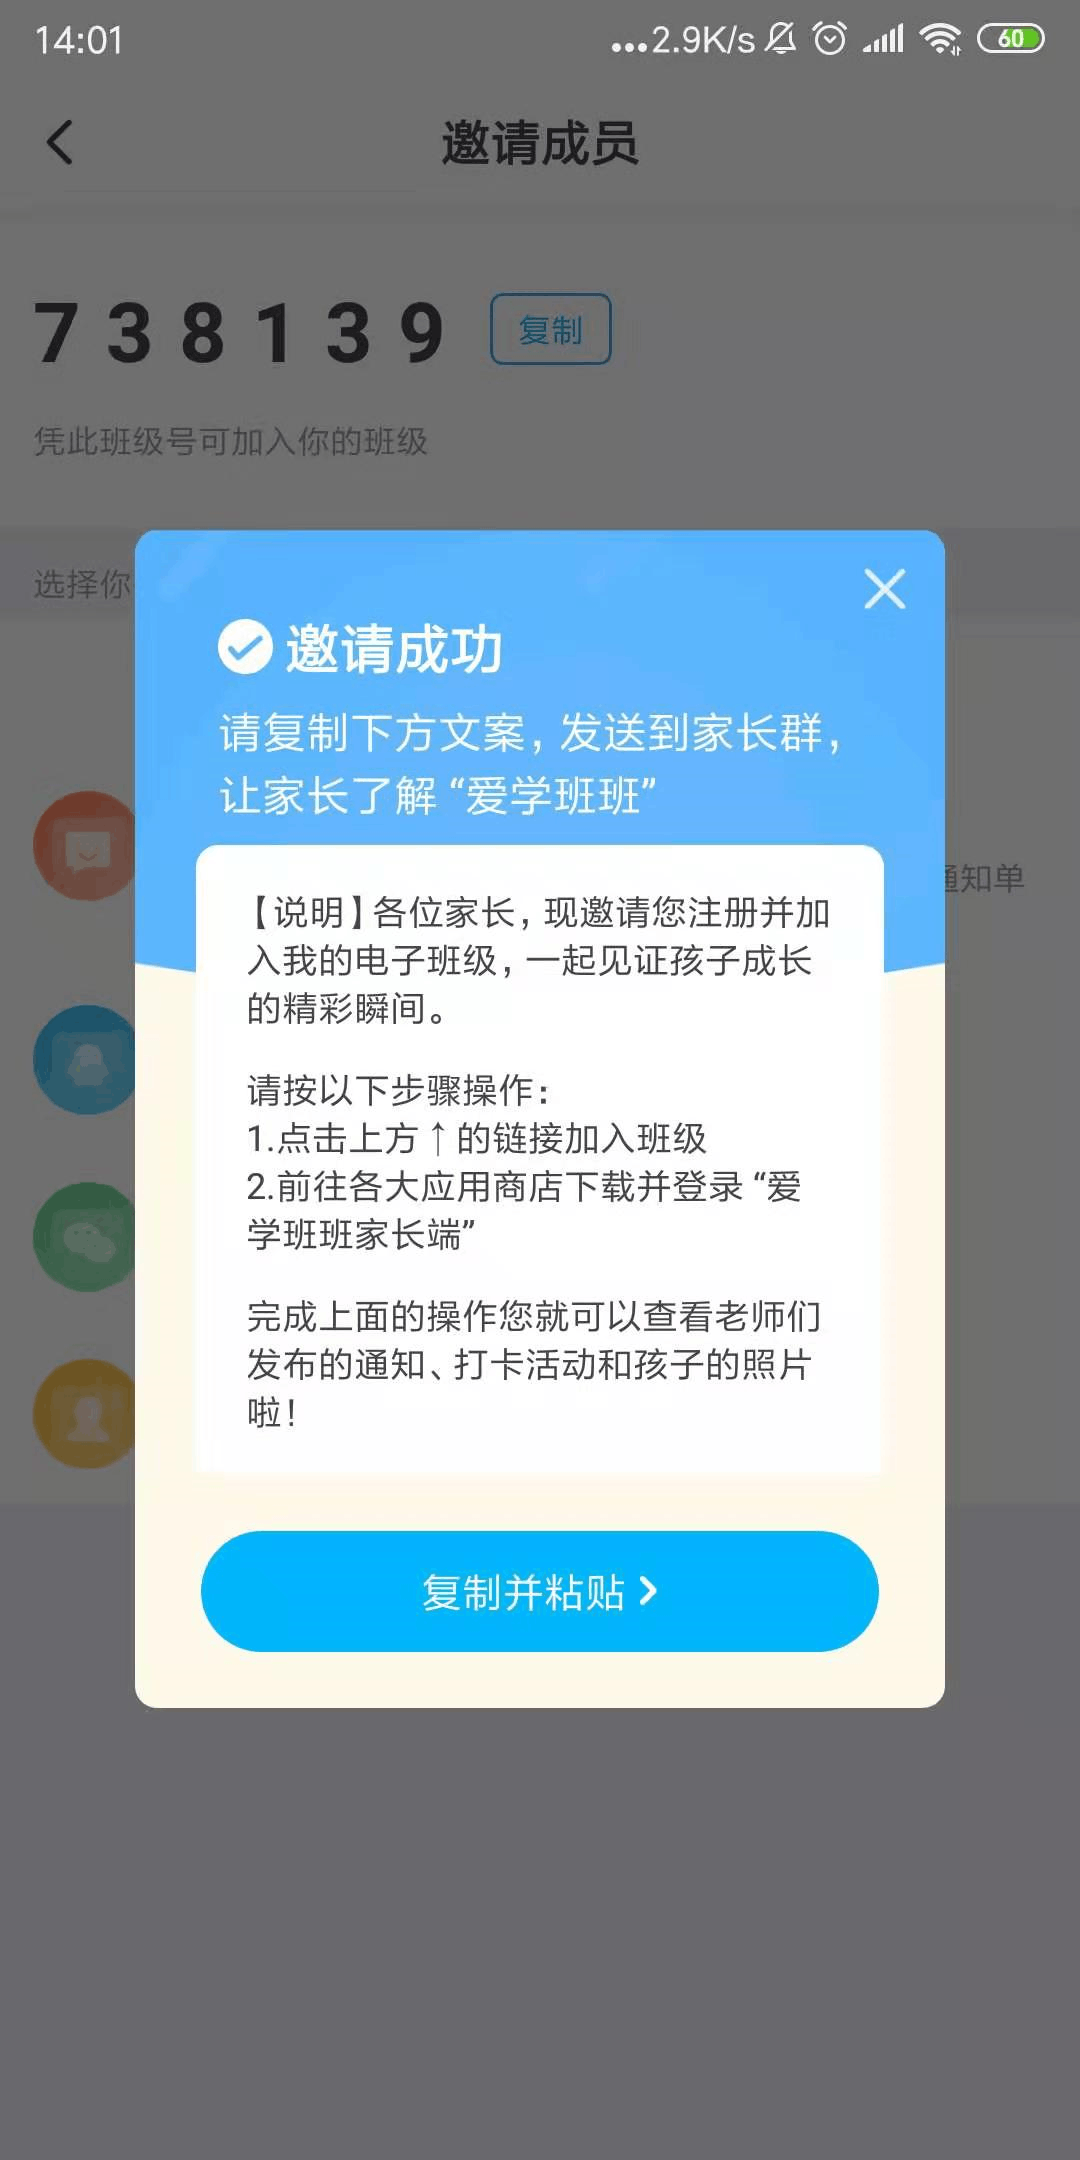 14:01
...2.9K/s
60
邀请成员
738139
复制
凭此班级号可加入你的班级
选择你
邀请成功
请复制下方文案，发送到家长群，
让家长了解“爱学班班”
通知单
【说明】各位家长，现邀请您注册并加
入我的电子班级，一起见证孩子成长
的精彩瞬间。
请按以下步骤操作：
1.点击上方↑的链接加入班级
2.前往各大应用商店下载并登录“爱
学班班家长端”
完成上面的操作您就可以查看老师们
发布的通知、打卡活动和孩子的照片
啦！
复制并粘贴